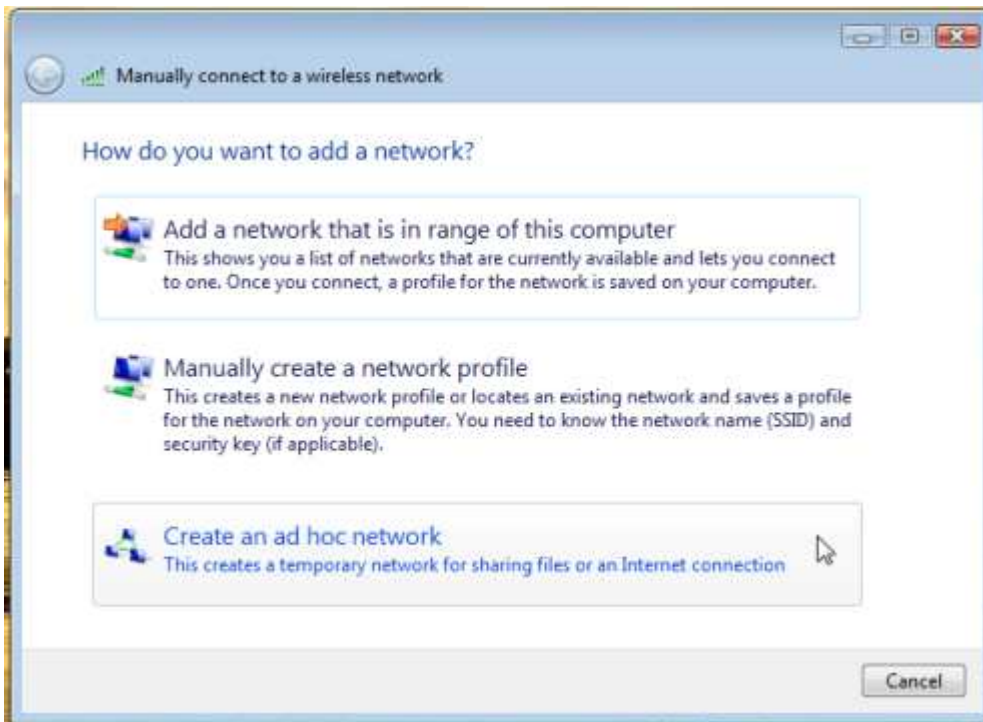 Manually connect to a wireless network
How do you want to add a network?
Add a network that is in range of this computer
This shows you a list of networks that are currently available and lets you connect
to one. Once you connect, a profile for the network is saved on your computer.
Manually create a network profile
This creates a new network profile or locates an existing network and saves a profile
for the network on your computer. You need to know the network name (SSID) and
security key (if applicable).
Create an ad hoc network
This creates a temporary network for sharing files or an Internet connection
Cancel